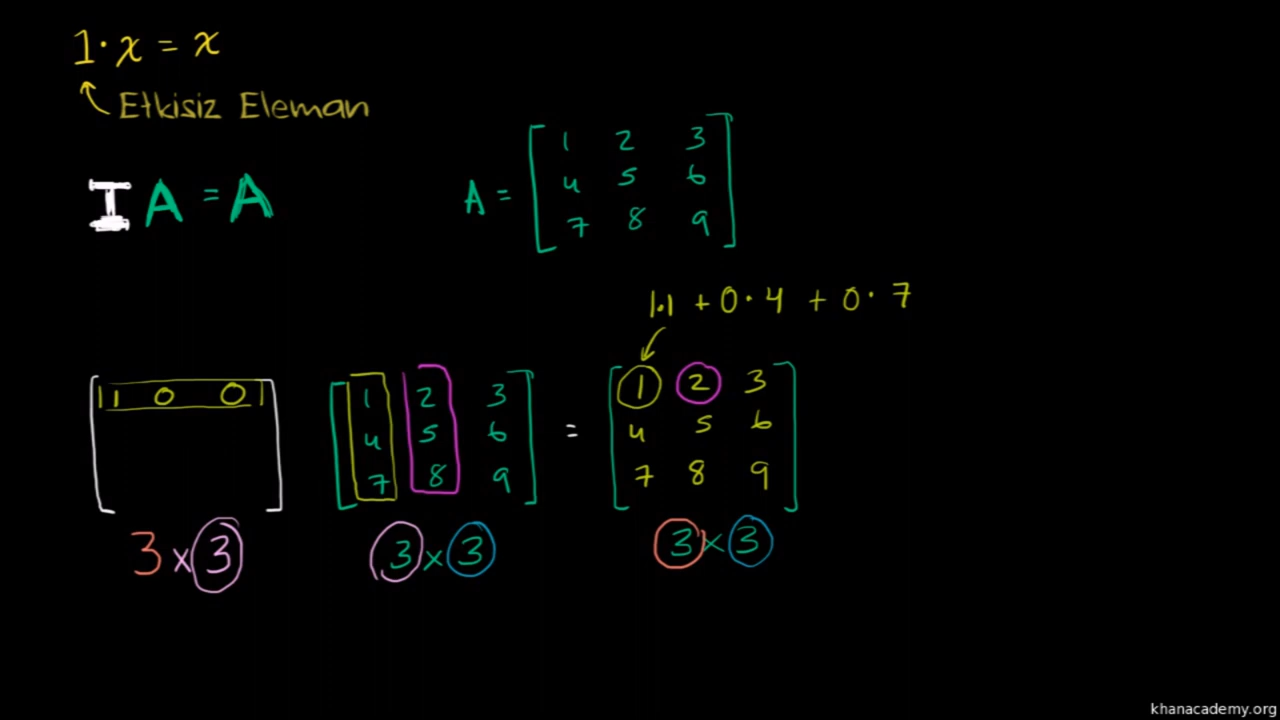 1 · x = x
Etkisiz Eleman
I A = A
A = [ 1 2 3
4 5 6
7 8 9 ]
1·1 + 0·4 + 0·7
[ 1 0 0 ] [ 1 2 3 = [ 1 2 3
4 5 6 4 5 6
7 8 9 ] 7 8 9 ]
3 x 3 3 x 3 3 x 3
khanacademy.org